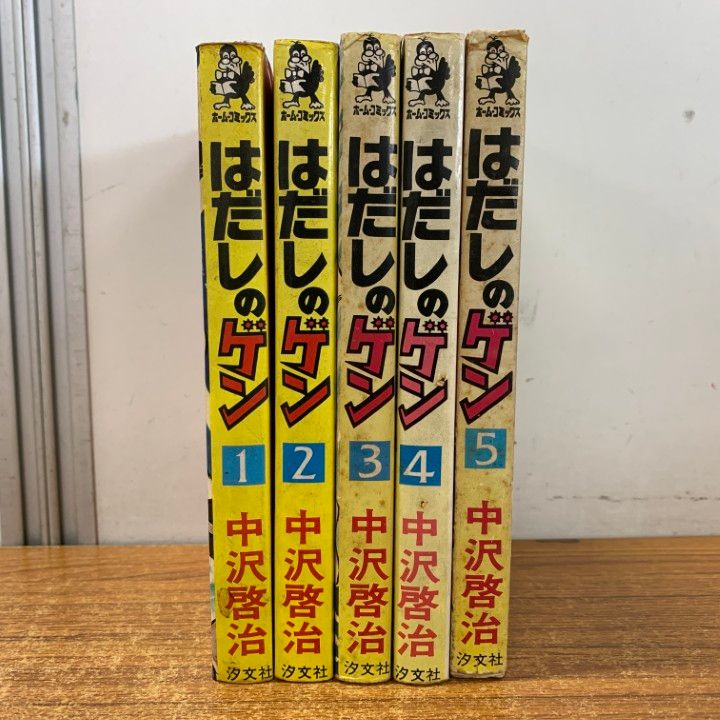 ホーム・コミックス
はだしのゲン
1
中沢啓治
汐文社
ホーム・コミックス
はだしのゲン
2
中沢啓治
汐文社
ホーム・コミックス
はだしのゲン
3
中沢啓治
汐文社
ホーム・コミックス
はだしのゲン
4
中沢啓治
汐文社
ホーム・コミックス
はだしのゲン
5
中沢啓治
汐文社